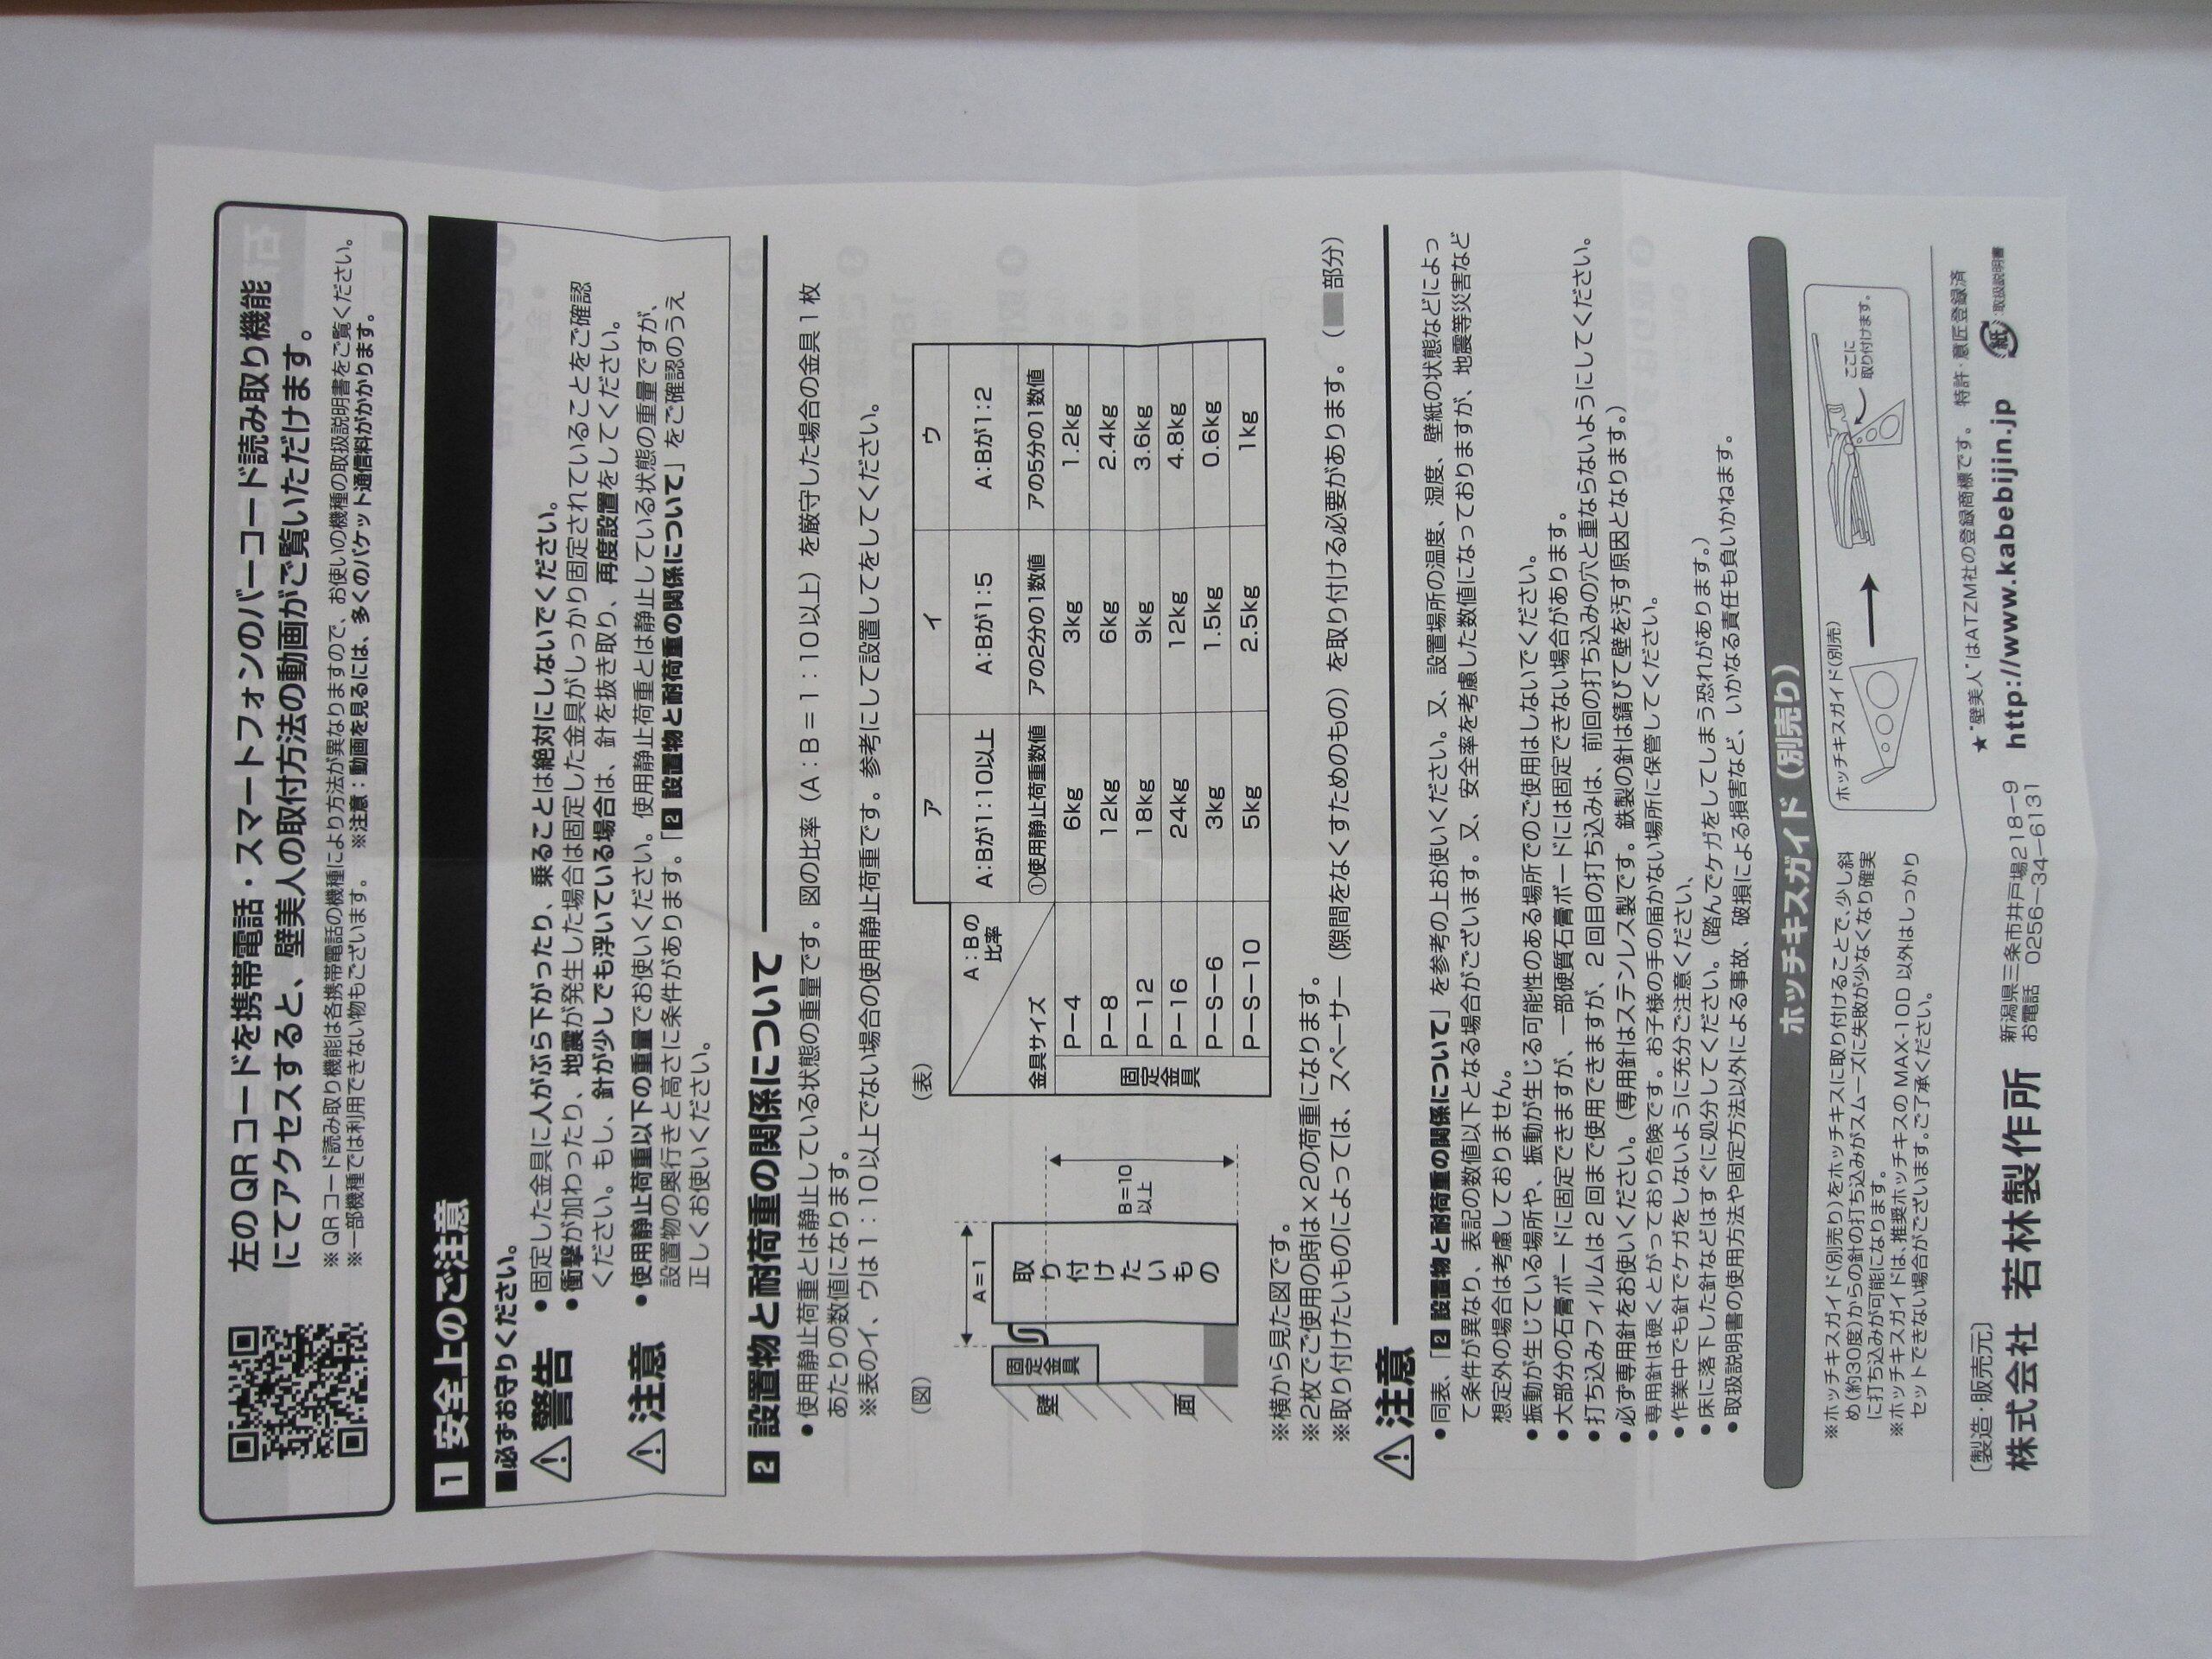 左のQRコードを携帯電話・スマートフォンのバーコード読み取り機能
にてアクセスすると、壁美人の取付方法の動画がご覧いただけます。
※QRコード読み取り機能は各携帯電話の機種により方法が異なりますので、お使いの機種の取扱説明書をご覧ください。
※一部機種では利用できない物もございます。 ※注意：動画を見るには、多くのパケット通信料がかかります。
1 安全上のご注意
■必ずお守りください。
⚠警告
●固定した金具に人がぶら下がったり、乗ることは絶対にしないでください。
●衝撃が加わったり、地震が発生した場合は固定した金具がしっかり固定されていることをご確認
ください。もし、針が少しでも浮いている場合は、針を抜き取り、再度設置をしてください。
⚠注意
●使用静止荷重以下の重量でお使いください。使用静止荷重とは静止している状態の重量ですが、
設置物の奥行きと高さに条件があります。「2 設置物と耐荷重の関係について」をご確認のうえ
正しくお使いください。
2 設置物と耐荷重の関係について
●使用静止荷重とは静止している状態の重量です。図の比率（A：B＝1：10以上）を厳守した場合の金具1枚
あたりの数値になります。
※表のイ、ウは1：10以上でない場合の使用静止荷重です。参考にして設置してをしてください。
（図）
A=1
B=10
以上
壁
面
固定金具
取り付けたいもの
（表）
A：Bの
比率
金具サイズ
ア イ ウ
A:Bが1:10以上 A:Bが1:5 A:Bが1:2
①使用静止荷重数値 アの2分の1数値 アの5分の1数値
固定金具
P－4 6kg 3kg 1.2kg
P－8 12kg 6kg 2.4kg
P－12 18kg 9kg 3.6kg
P－16 24kg 12kg 4.8kg
P－S－6 3kg 1.5kg 0.6kg
P－S－10 5kg 2.5kg 1kg
※横から見た図です。
※2枚でご使用の時は×2の荷重になります。
※取り付けたいものによっては、スペーサー（隙間をなくすためのもの）を取り付ける必要があります。（■部分）
⚠注意
●同表、「2 設置物と耐荷重の関係について」を参考の上お使いください。又、設置場所の温度、湿度、壁紙の状態などによっ
て条件が異なり、表記の数値以下となる場合がございます。又、安全率を考慮した数値になっておりますが、地震等災害など
想定外の場合は考慮しておりません。
●振動が生じている場所や、振動が生じる可能性のある場所でのご使用はしないでください。
●大部分の石膏ボードに固定できますが、一部硬質石膏ボードには固定できない場合があります。
●打ち込みフィルムは2回まで使用できますが、2回目の打ち込みは、前回の打ち込みの穴と重ならないようにしてください。
●必ず専用針をお使いください。（専用針はステンレス製です。鉄製の針は錆びて壁を汚す原因となります。）
●専用針は硬くとがっており危険です。お子様の手の届かない場所に保管してください。
●作業中でも針でケガをしないように充分ご注意ください、
●床に落下した針などはすぐに処分してください。（踏んでケガをしてしまう恐れがあります。）
●取扱説明書の使用方法や固定方法以外による事故、破損による損害など、いかなる責任も負いかねます。
ホッチキスガイド（別売り）
※ホッチキスガイド（別売り）をホッチキスに取り付けることで、少し斜
め（約30度）からの針の打ち込みがスムーズに失敗が少なくなり確実
に打ち込みが可能になります。
※ホッチキスガイドは、推奨ホッチキスのMAX-10D以外はしっかり
セットできない場合がございます。ご了承ください。
ホッチキスガイド（別売）
ここに
取り付けます。
〔製造・販売元〕
株式会社 若林製作所
新潟県三条市井戸場218－9
お電話 0256－34－6131
★"壁美人"はATZM社の登録商標です。 特許・意匠登録済
http://www.kabebijin.jp
紙：取扱説明書